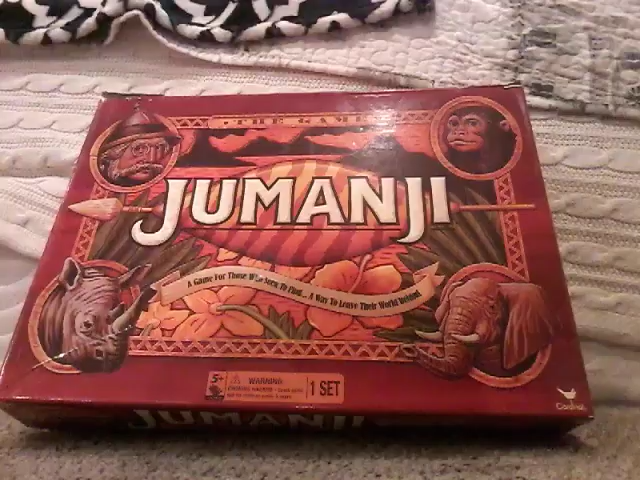 THE GAME
JUMANJI
A Game For Those Who Seek To Find... A Way To Leave Their World Behind.
5+
WARNING:
1 SET
Cardinal
JUMANJI